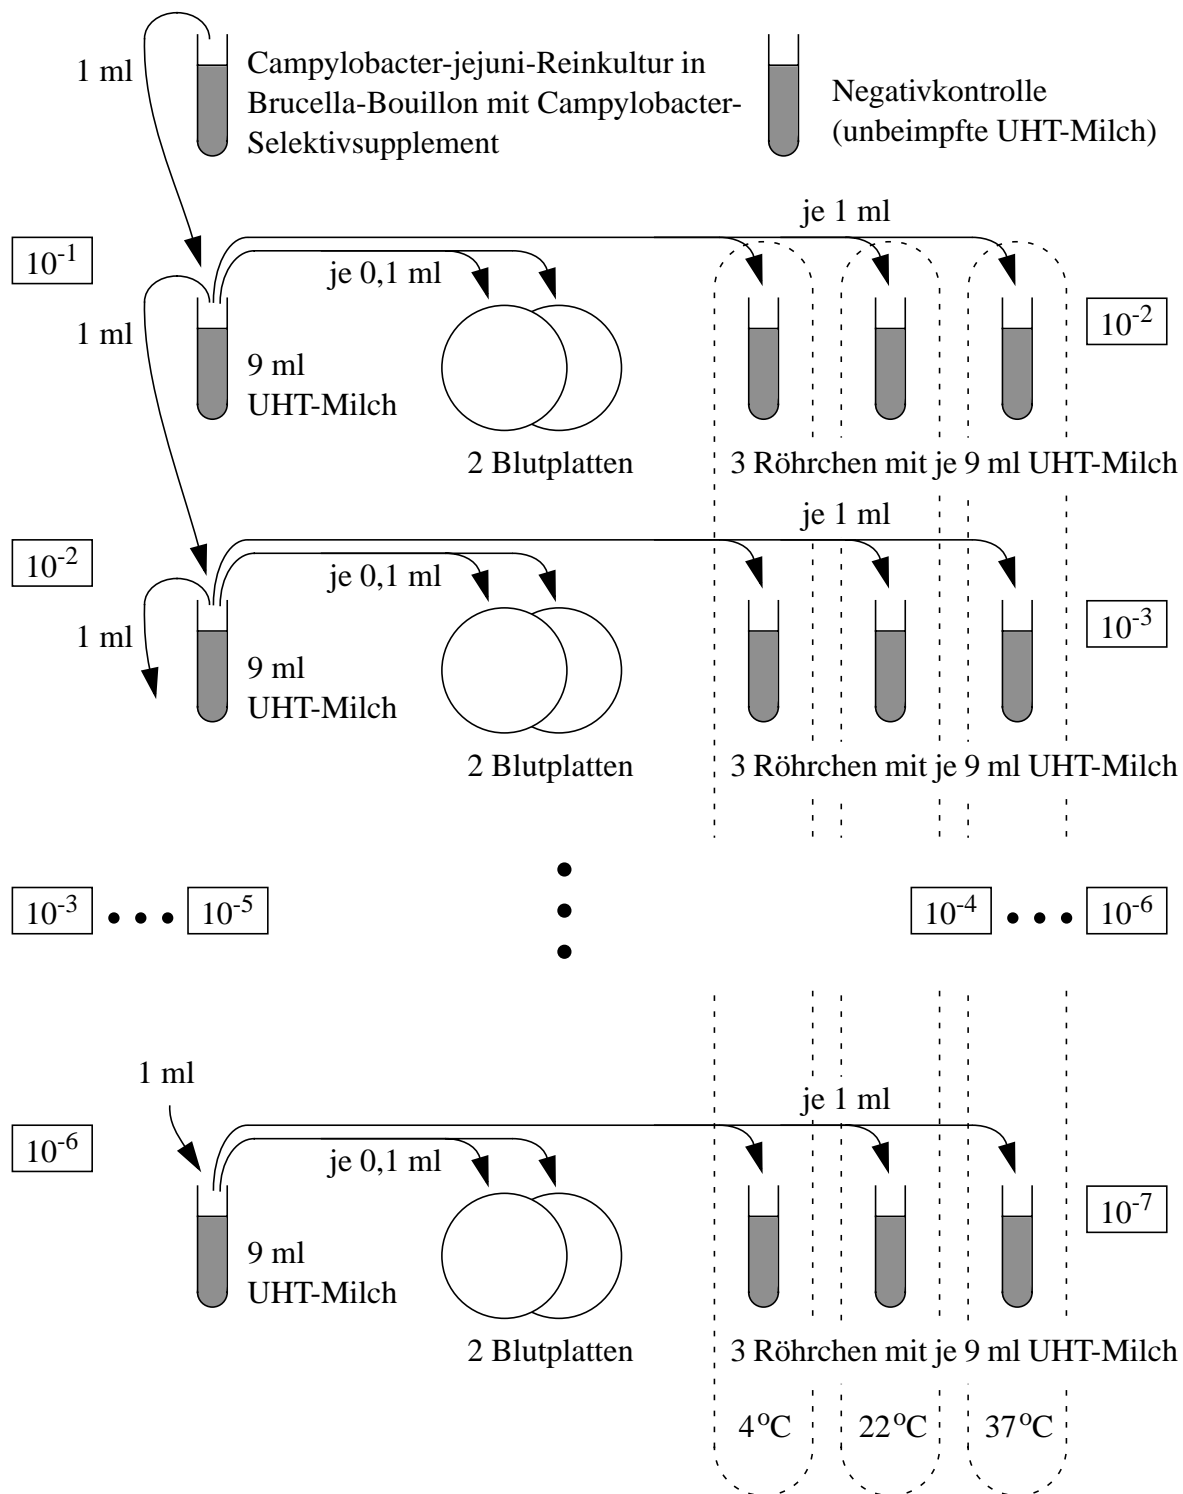 1 ml
Campylobacter-jejuni-Reinkultur in
Brucella-Bouillon mit Campylobacter-
Selektivsupplement
Negativkontrolle
(unbeimpfte UHT-Milch)
je 1 ml
10⁻¹
je 0,1 ml
1 ml
10⁻²
9 ml
UHT-Milch
2 Blutplatten
3 Röhrchen mit je 9 ml UHT-Milch
je 1 ml
10⁻²
je 0,1 ml
1 ml
10⁻³
9 ml
UHT-Milch
2 Blutplatten
3 Röhrchen mit je 9 ml UHT-Milch
10⁻³ • • • 10⁻⁵
10⁻⁴ • • • 10⁻⁶
1 ml
je 1 ml
10⁻⁶
je 0,1 ml
10⁻⁷
9 ml
UHT-Milch
2 Blutplatten
3 Röhrchen mit je 9 ml UHT-Milch
4°C 22°C 37°C